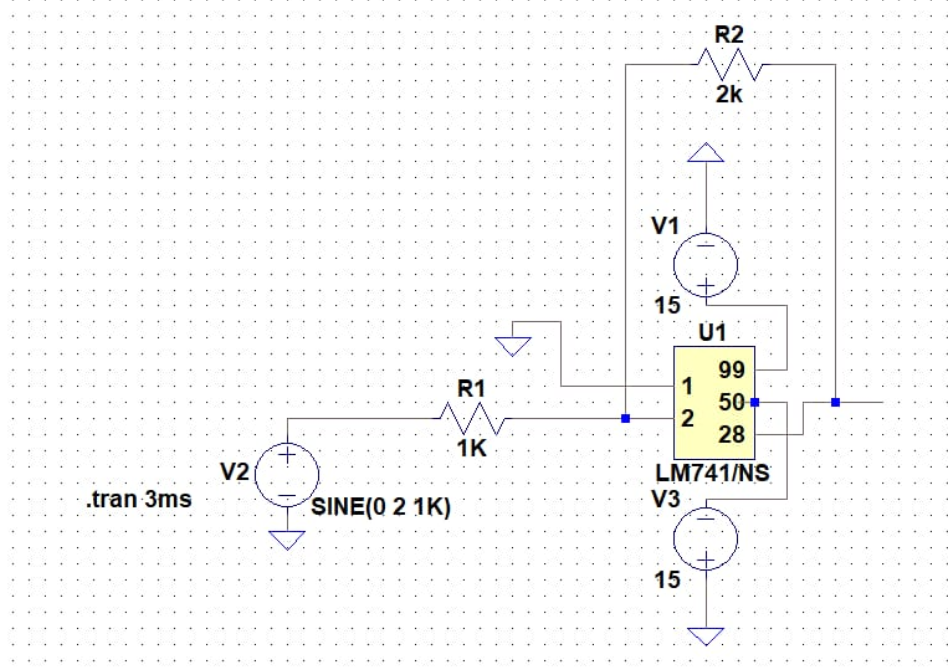 R2
2k
V1
15
U1
99
1
50
2
28
LM741/NS
R1
1K
V2
SINE(0 2 1K)
.tran 3ms
V3
15